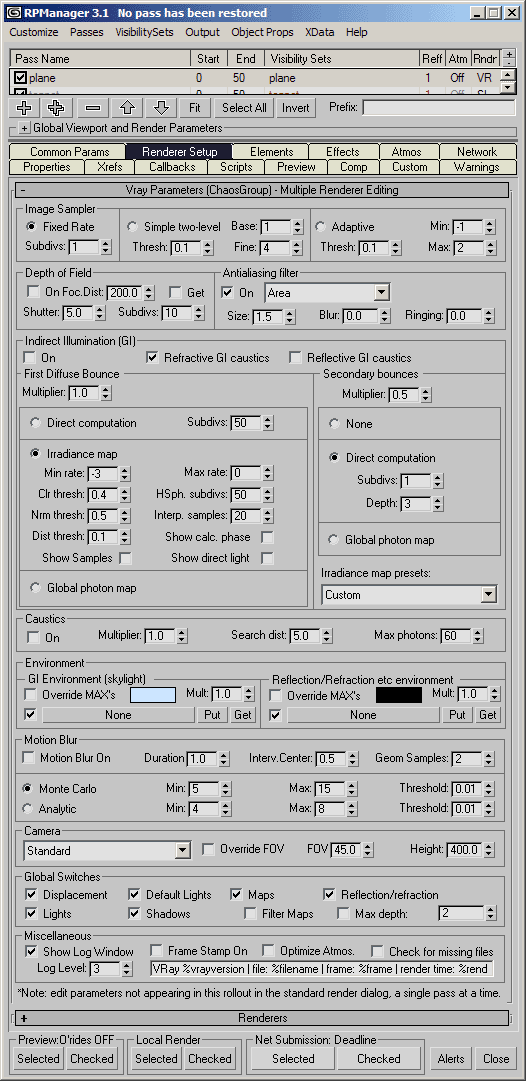 RPManager 3.1 No pass has been restored
Customize Passes VisibilitySets Output Object Props XData Help
Pass Name Start End Visibility Sets Reff Atm Rndr
plane 0 50 plane 1 Off VR
Fit Select All Invert Prefix:
Global Viewport and Render Parameters
Common Params Renderer Setup Elements Effects Atmos Network
Properties Xrefs Callbacks Scripts Preview Comp Custom Warnings
- Vray Parameters (ChaosGroup) - Multiple Renderer Editing
Image Sampler
Fixed Rate Simple two-level Base: 1 Adaptive Min: -1
Subdivs: 1 Thresh: 0.1 Fine: 4 Thresh: 0.1 Max: 2
Depth of Field Antialiasing filter
On Foc.Dist: 200.0 Get On Area
Shutter: 5.0 Subdivs: 10 Size: 1.5 Blur: 0.0 Ringing: 0.0
Indirect Illumination (GI)
On Refractive GI caustics Reflective GI caustics
First Diffuse Bounce Secondary bounces
Multiplier: 1.0 Multiplier: 0.5
Direct computation Subdivs: 50 None
Irradiance map Direct computation
Min rate: -3 Max rate: 0 Subdivs: 1
Clr thresh: 0.4 HSph. subdivs: 50 Depth: 3
Nrm thresh: 0.5 Interp. samples: 20
Dist thresh: 0.1 Show calc. phase Global photon map
Show Samples Show direct light
Irradiance map presets:
Global photon map Custom
Caustics
On Multiplier: 1.0 Search dist: 5.0 Max photons: 60
Environment
GI Environment (skylight) Reflection/Refraction etc environment
Override MAX's Mult: 1.0 Override MAX's Mult: 1.0
None Put Get None Put Get
Motion Blur
Motion Blur On Duration 1.0 Interv.Center: 0.5 Geom Samples: 2
Monte Carlo Min: 5 Max: 15 Threshold: 0.01
Analytic Min: 4 Max: 8 Threshold: 0.01
Camera
Standard Override FOV FOV 45.0 Height: 400.0
Global Switches
Displacement Default Lights Maps Reflection/refraction
Lights Shadows Filter Maps Max depth: 2
Miscellaneous
Show Log Window Frame Stamp On Optimize Atmos. Check for missing files
Log Level: 3 VRay %vrayversion | file: %filename | frame: %frame | render time: %rend
*Note: edit parameters not appearing in this rollout in the standard render dialog, a single pass at a time.
+ Renderers
Preview:O'rides OFF Local Render Net Submission: Deadline
Selected Checked Selected Checked Selected Checked Alerts Close